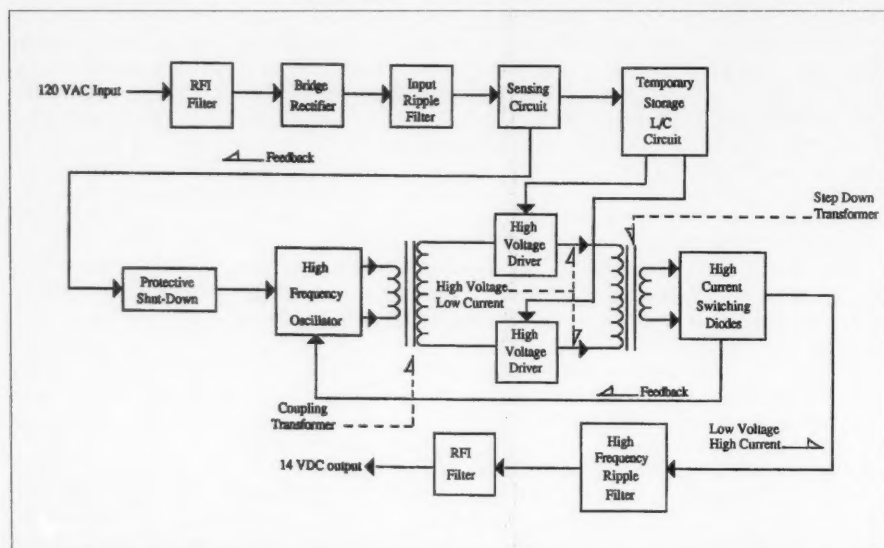 120 VAC Input
RFI
Filter
Bridge
Rectifier
Input
Ripple
Filter
Sensing
Circuit
Temporary
Storage
L/C
Circuit
Feedback
Step Down
Transformer
High
Voltage
Driver
Protective
Shut-Down
High
Frequency
Oscillator
High Voltage
Low Current
High
Current
Switching
Diodes
High
Voltage
Driver
Feedback
Coupling
Transformer
Low Voltage
High Current
14 VDC output
RFI
Filter
High
Frequency
Ripple
Filter